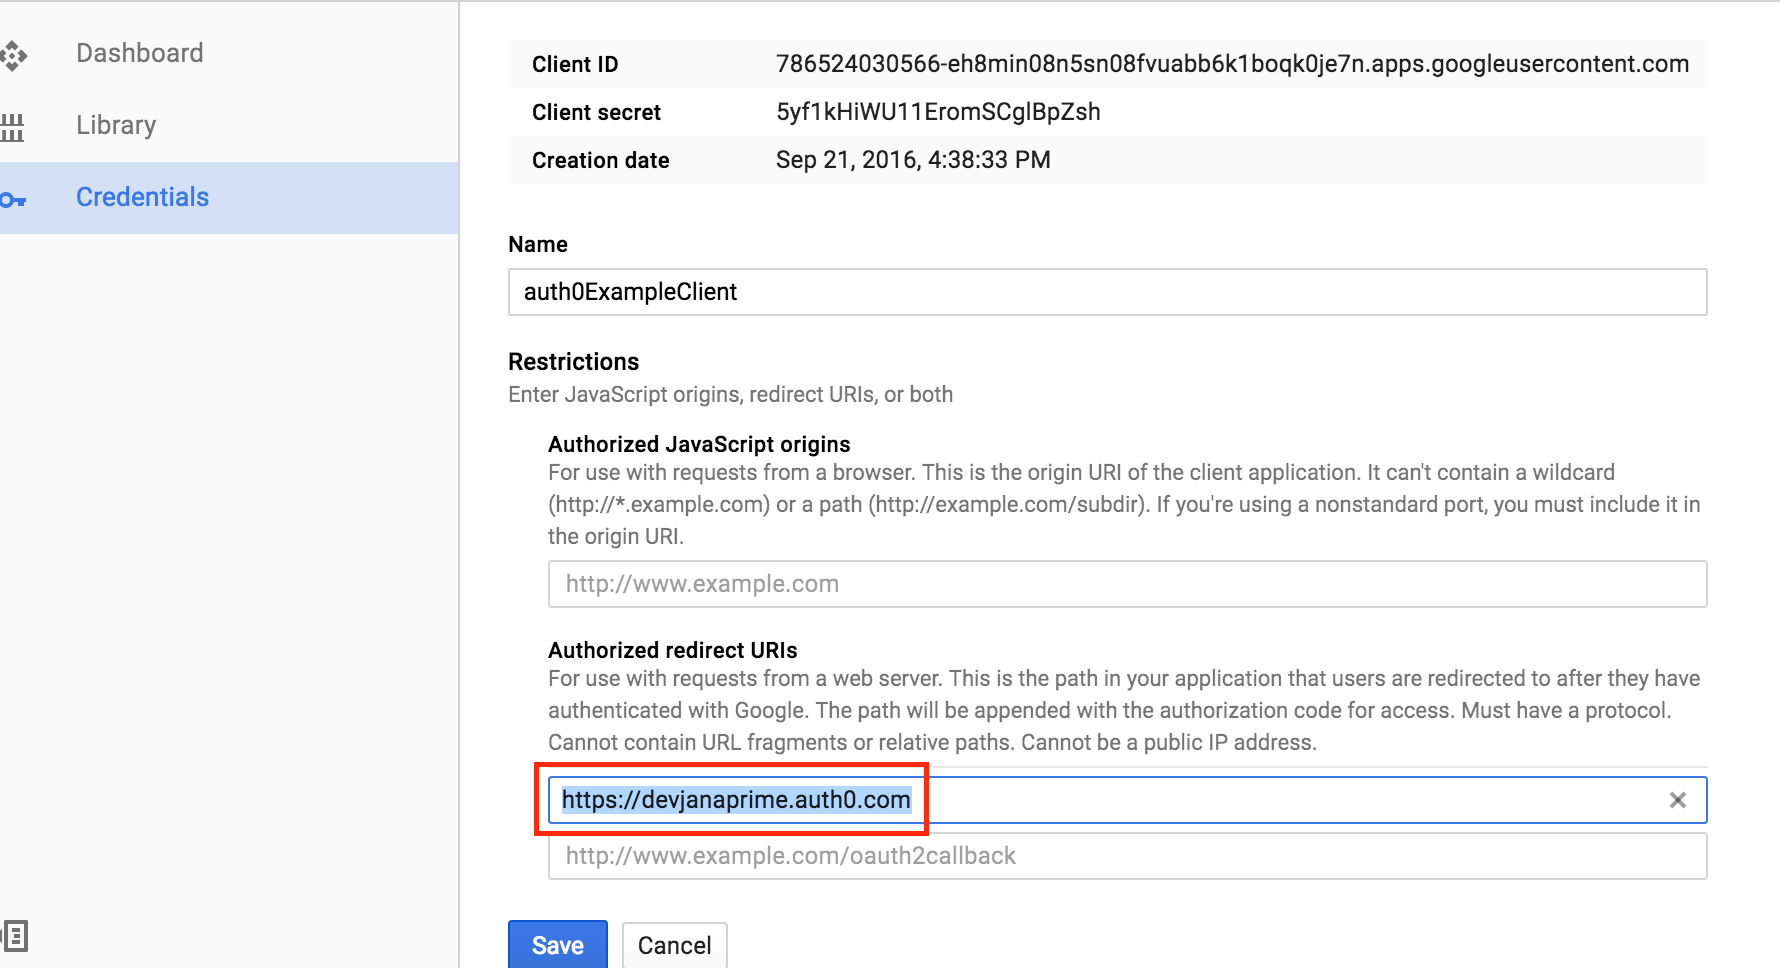 Dashboard
Library
Credentials
Client ID 786524030566-eh8min08n5sn08fvuabb6k1boqk0je7n.apps.googleusercontent.com
Client secret 5yf1kHiWU11EromSCglBpZsh
Creation date Sep 21, 2016, 4:38:33 PM
Name
auth0ExampleClient
Restrictions
Enter JavaScript origins, redirect URIs, or both
Authorized JavaScript origins
For use with requests from a browser. This is the origin URI of the client application. It can't contain a wildcard
(http://*.example.com) or a path (http://example.com/subdir). If you're using a nonstandard port, you must include it in
the origin URI.
http://www.example.com
Authorized redirect URIs
For use with requests from a web server. This is the path in your application that users are redirected to after they have
authenticated with Google. The path will be appended with the authorization code for access. Must have a protocol.
Cannot contain URL fragments or relative paths. Cannot be a public IP address.
https://devjanaprime.auth0.com
http://www.example.com/oauth2callback
Save Cancel